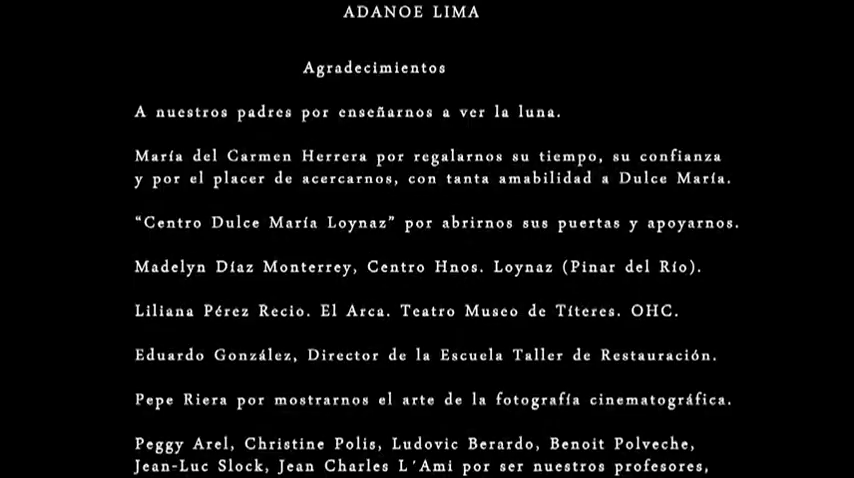 ADANOE LIMA
Agradecimientos
A nuestros padres por enseñarnos a ver la luna.
María del Carmen Herrera por regalarnos su tiempo, su confianza
y por el placer de acercarnos, con tanta amabilidad a Dulce María.
“Centro Dulce María Loynaz” por abrirnos sus puertas y apoyarnos.
Madelyn Díaz Monterrey, Centro Hnos. Loynaz (Pinar del Río).
Liliana Pérez Recio. El Arca. Teatro Museo de Títeres. OHC.
Eduardo González, Director de la Escuela Taller de Restauración.
Pepe Riera por mostrarnos el arte de la fotografía cinematográfica.
Peggy Arel, Christine Polis, Ludovic Berardo, Benoit Polveche,
Jean-Luc Slock, Jean Charles L´Ami por ser nuestros profesores,